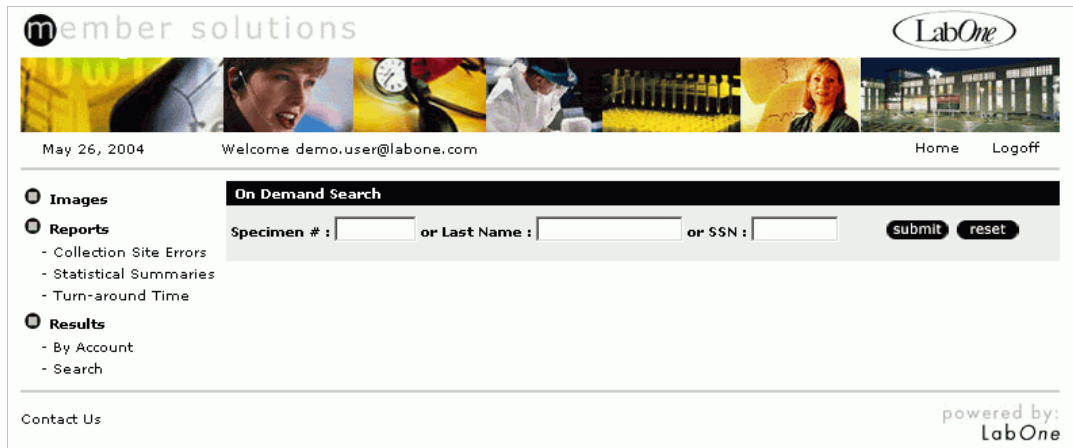 member solutions
LabOne
May 26, 2004
Welcome demo.user@labone.com
Home
Logoff
Images
Reports
- Collection Site Errors
- Statistical Summaries
- Turn-around Time
Results
- By Account
- Search
On Demand Search
Specimen # : or Last Name : or SSN : submit reset
Contact Us
powered by:
LabOne